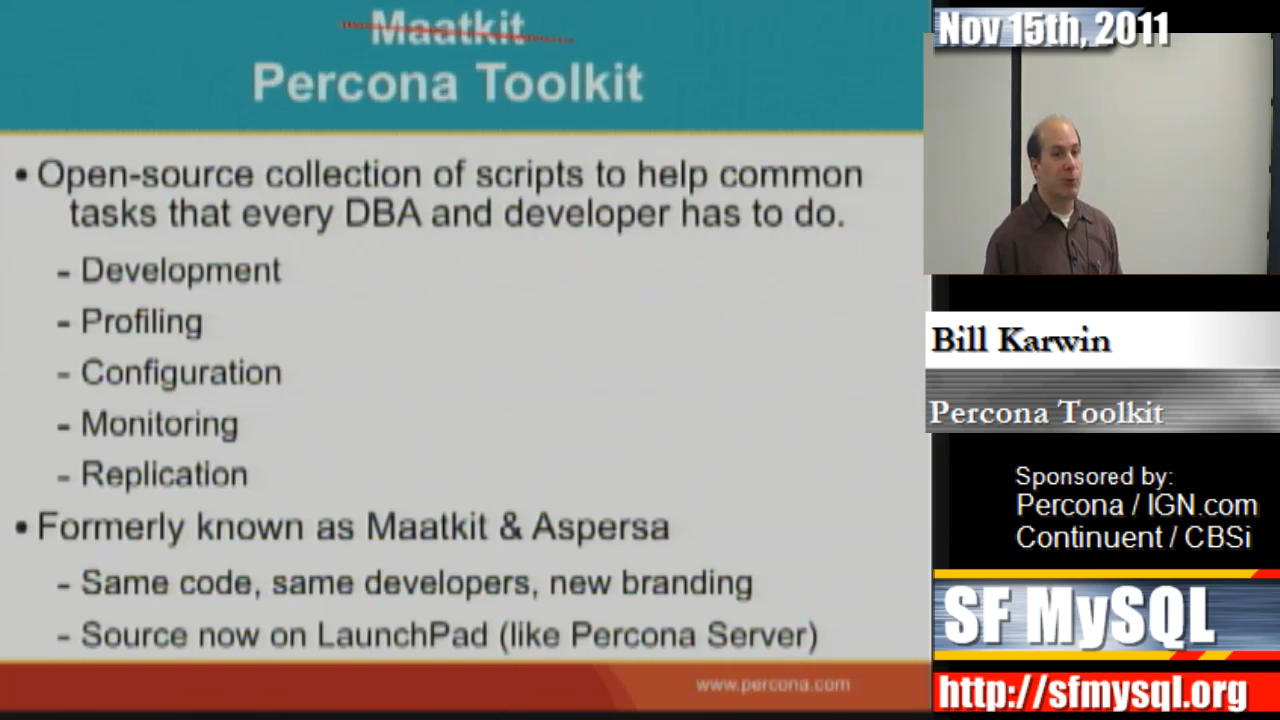 Maatkit
Percona Toolkit
• Open-source collection of scripts to help common
tasks that every DBA and developer has to do.
- Development
- Profiling
- Configuration
- Monitoring
- Replication
• Formerly known as Maatkit & Aspersa
- Same code, same developers, new branding
- Source now on LaunchPad (like Percona Server)
www.percona.com
Nov 15th, 2011
Bill Karwin
Percona Toolkit
Sponsored by:
Percona / IGN.com
Continuent / CBSi
SF MySQL
http://sfmysql.org